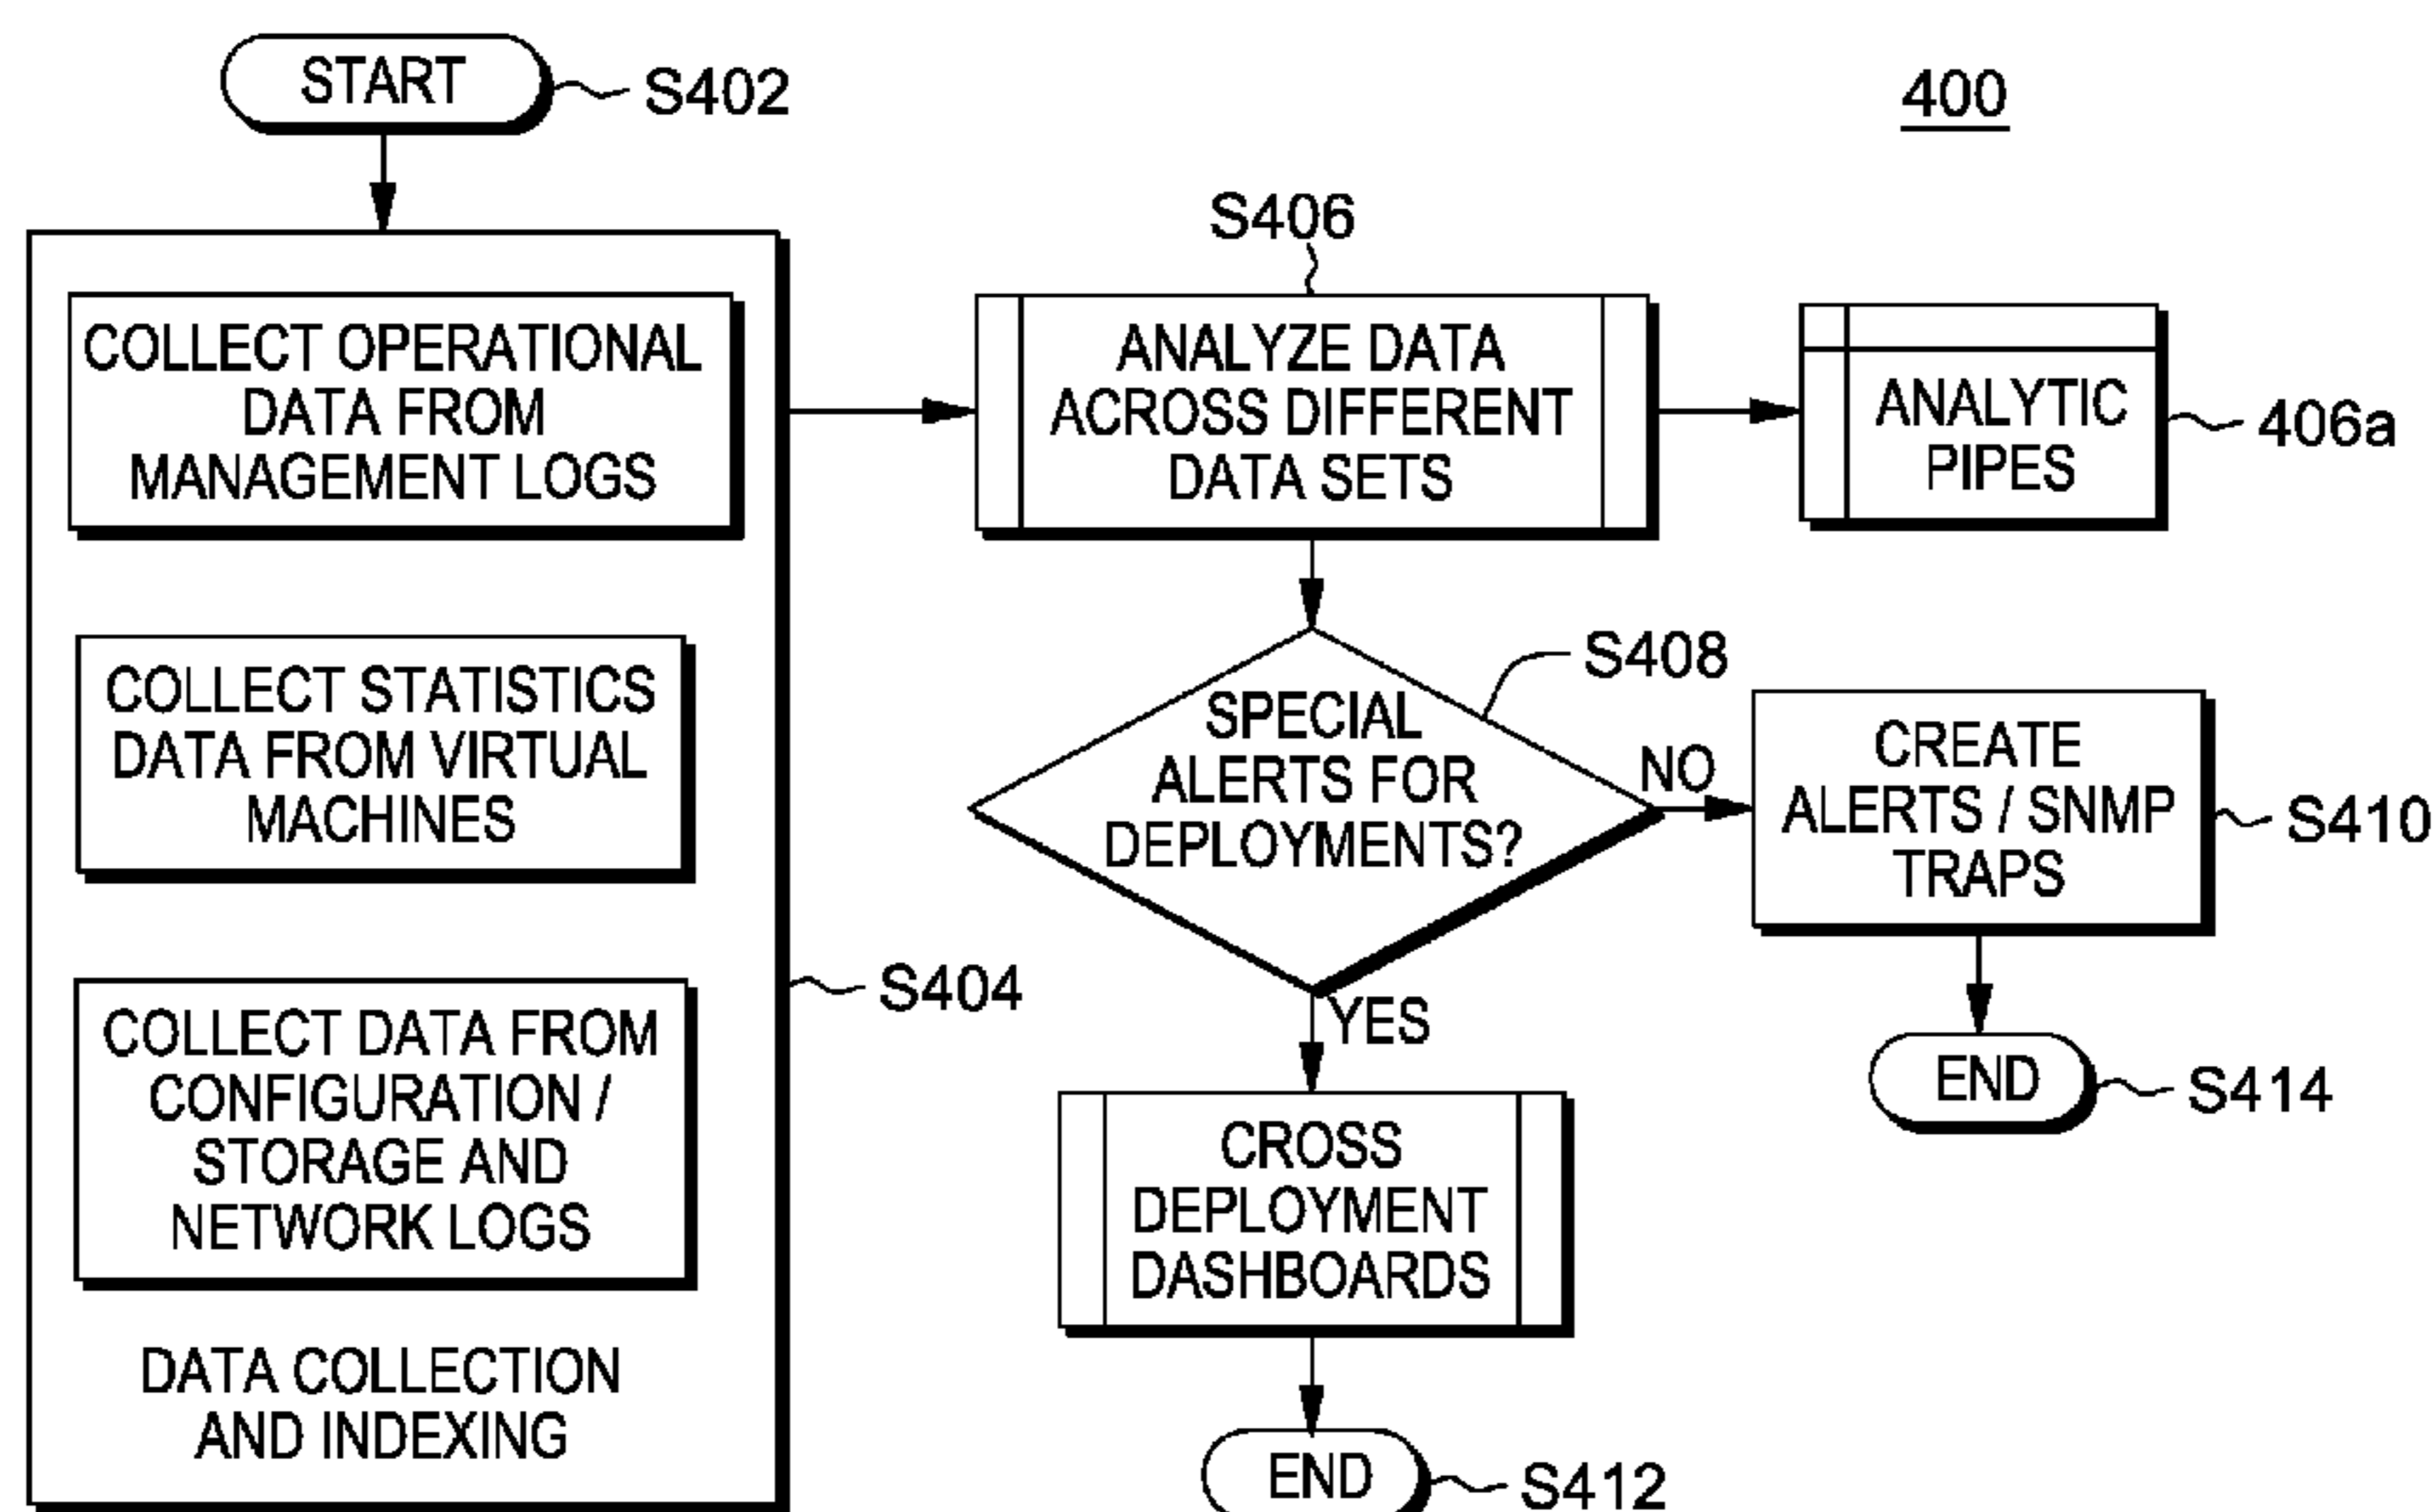 START
S402
400
COLLECT OPERATIONAL
DATA FROM
MANAGEMENT LOGS
COLLECT STATISTICS
DATA FROM VIRTUAL
MACHINES
COLLECT DATA FROM
CONFIGURATION /
STORAGE AND
NETWORK LOGS
DATA COLLECTION
AND INDEXING
S404
S406
ANALYZE DATA
ACROSS DIFFERENT
DATA SETS
ANALYTIC
PIPES
406a
SPECIAL
ALERTS FOR
DEPLOYMENTS?
S408
NO
CREATE
ALERTS / SNMP
TRAPS
S410
END
S414
YES
CROSS
DEPLOYMENT
DASHBOARDS
END
S412